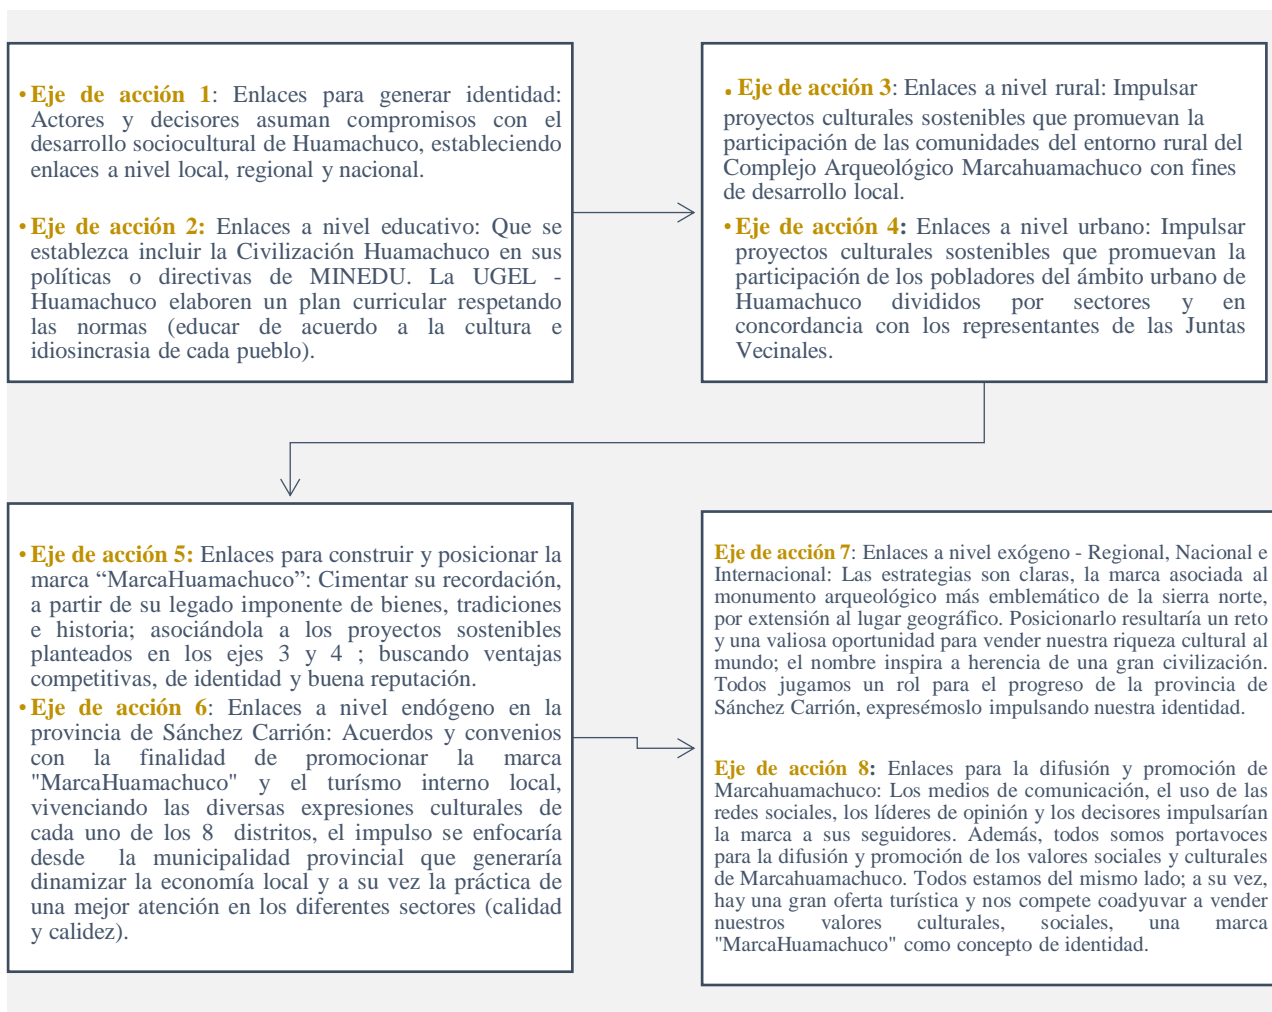 • Eje de acción 1: Enlaces para generar identidad:
Actores y decisores asuman compromisos con el
desarrollo sociocultural de Huamachuco, estableciendo
enlaces a nivel local, regional y nacional.
• Eje de acción 2: Enlaces a nivel educativo: Que se
establezca incluir la Civilización Huamachuco en sus
políticas o directivas de MINEDU. La UGEL -
Huamachuco elaboren un plan curricular respetando
las normas (educar de acuerdo a la cultura e
idiosincrasia de cada pueblo).
. Eje de acción 3: Enlaces a nivel rural: Impulsar
proyectos culturales sostenibles que promuevan la
participación de las comunidades del entorno rural del
Complejo Arqueológico Marcahuamachuco con fines
de desarrollo local.
• Eje de acción 4: Enlaces a nivel urbano: Impulsar
proyectos culturales sostenibles que promuevan la
participación de los pobladores del ámbito urbano de
Huamachuco divididos por sectores y en
concordancia con los representantes de las Juntas
Vecinales.
• Eje de acción 5: Enlaces para construir y posicionar la
marca “MarcaHuamachuco”: Cimentar su recordación,
a partir de su legado imponente de bienes, tradiciones
e historia; asociándola a los proyectos sostenibles
planteados en los ejes 3 y 4 ; buscando ventajas
competitivas, de identidad y buena reputación.
• Eje de acción 6: Enlaces a nivel endógeno en la
provincia de Sánchez Carrión: Acuerdos y convenios
con la finalidad de promocionar la marca
"MarcaHuamachuco" y el turísmo interno local,
vivenciando las diversas expresiones culturales de
cada uno de los 8 distritos, el impulso se enfocaría
desde la municipalidad provincial que generaría
dinamizar la economía local y a su vez la práctica de
una mejor atención en los diferentes sectores (calidad
y calidez).
Eje de acción 7: Enlaces a nivel exógeno - Regional, Nacional e
Internacional: Las estrategias son claras, la marca asociada al
monumento arqueológico más emblemático de la sierra norte,
por extensión al lugar geográfico. Posicionarlo resultaría un reto
y una valiosa oportunidad para vender nuestra riqueza cultural al
mundo; el nombre inspira a herencia de una gran civilización.
Todos jugamos un rol para el progreso de la provincia de
Sánchez Carrión, expresémoslo impulsando nuestra identidad.
Eje de acción 8: Enlaces para la difusión y promoción de
Marcahuamachuco: Los medios de comunicación, el uso de las
redes sociales, los líderes de opinión y los decisores impulsarían
la marca a sus seguidores. Además, todos somos portavoces
para la difusión y promoción de los valores sociales y culturales
de Marcahuamachuco. Todos estamos del mismo lado; a su vez,
hay una gran oferta turística y nos compete coadyuvar a vender
nuestros valores culturales, sociales, una marca
"MarcaHuamachuco" como concepto de identidad.